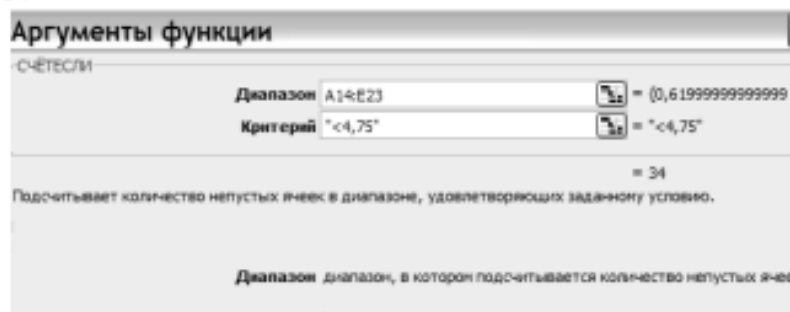 Аргументы функции
СЧЁТЕСЛИ
Диапазон A14:E23 = {0,61999999999999
Критерий "<4,75" = "<4,75"
= 34
Подсчитывает количество непустых ячеек в диапазоне, удовлетворяющих заданному условию.
Диапазон диапазон, в котором подсчитывается количество непустых ячее